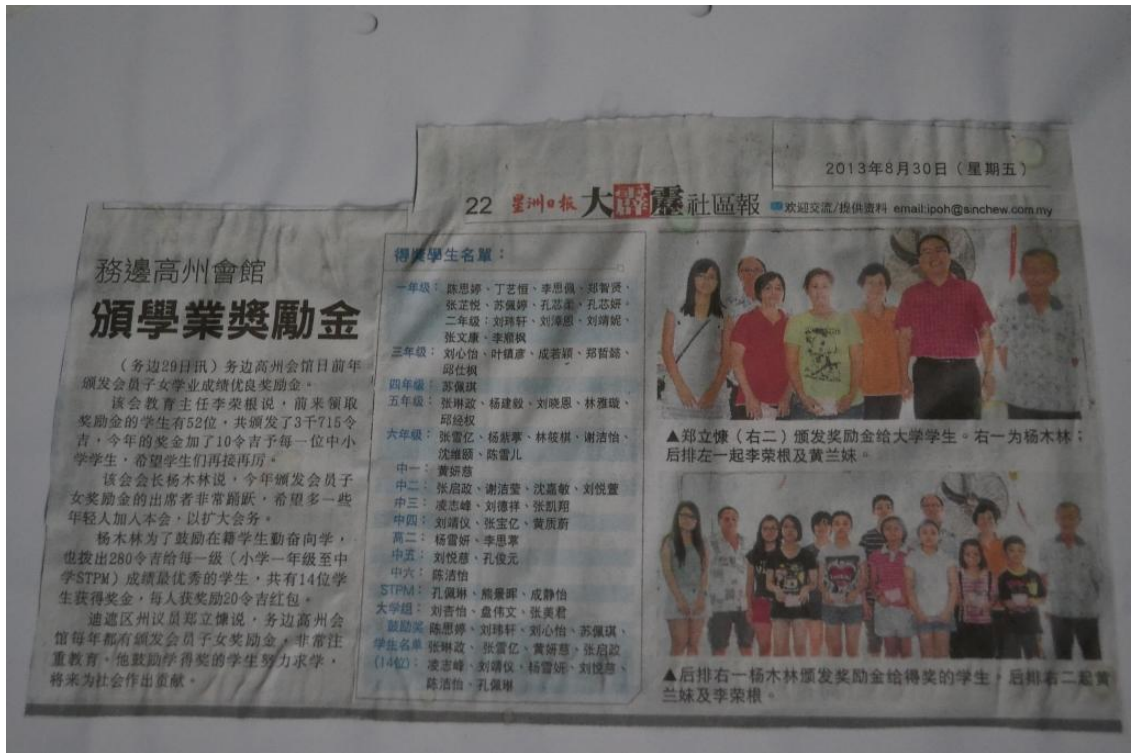 2013年8月30日（星期五）
22 星洲日报 大霹靂社區報 欢迎交流/提供资料 email:ipoh@sinchew.com.my
務邊高州會館
頒學業獎勵金
（务边29日讯）务边高州会馆日前年
颁发会员子女学业成绩优良奖励金。
该会教育主任李荣根说，前来领取
奖励金的学生有52位，共颁发了3千715令
吉，今年的奖金加了10令吉予每一位中小
学学生，希望学生们再接再历。
该会会长杨木林说，今年颁发会员子
女奖励金的出席者非常踊跃，希望多一些
年轻人加入本会，以扩大会务。
杨木林为了鼓励在籍学生勤奋向学，
也拨出280令吉给每一级（小学一年级至中
学STPM）成绩最优秀的学生，共有14位学
生获得奖金，每人获奖励20令吉红包。
迪遮区州议员郑立慷说，务边高州会
馆每年都有颁发会员子女奖励金，非常注
重教育。他鼓励学得奖的学生努力求学，
将来为社会作出贡献。
得獎學生名單：
一年级：陈思婷、丁艺恒、李思佩、郑智贤、
张芷悦、苏佩婷、孔芯柔、孔芯妍。
二年级：刘玮轩、刘漳恩、刘靖妮、
张文康、李顺枫
三年级：刘心怡、叶鎮彦、成若颖、郑哲懿、
邱仕枫
四年级：苏佩琪
五年级：张琳政、杨建毅、刘晓恩、林雅璇、
邱经权
六年级：张雪亿、杨紫葶、林筱棋、谢洁怡、
沈维颐、陈雪儿
中一：黄妍慈
中二：张启政、谢洁莹、沈嘉敏、刘悦萱
中三：凌志峰、刘德祥、张凯翔
中四：刘靖仪、张宝亿、黄质蔚
高二：杨雪妍、李思葶
中五：刘悦慈、孔俊元
中六：陈洁怡
STPM：孔佩琳、熊景晖、成静怡
大学组：刘杏怡、盘伟文、张美君
鼓励奖 陈思婷、刘玮轩、刘心怡、苏佩琪、
学生名单 张琳政、张雪亿、黄妍慈、张启政
(14位)：凌志峰、刘靖仪、杨雪妍、刘悦慈、
陈洁怡、孔佩琳
▲郑立慷（右二）颁发奖励金给大学学生。右一为杨木林；
后排左一起李荣根及黄兰妹。
▲后排右一杨木林颁发奖励金给得奖的学生，后排右二起黄
兰妹及李荣根。